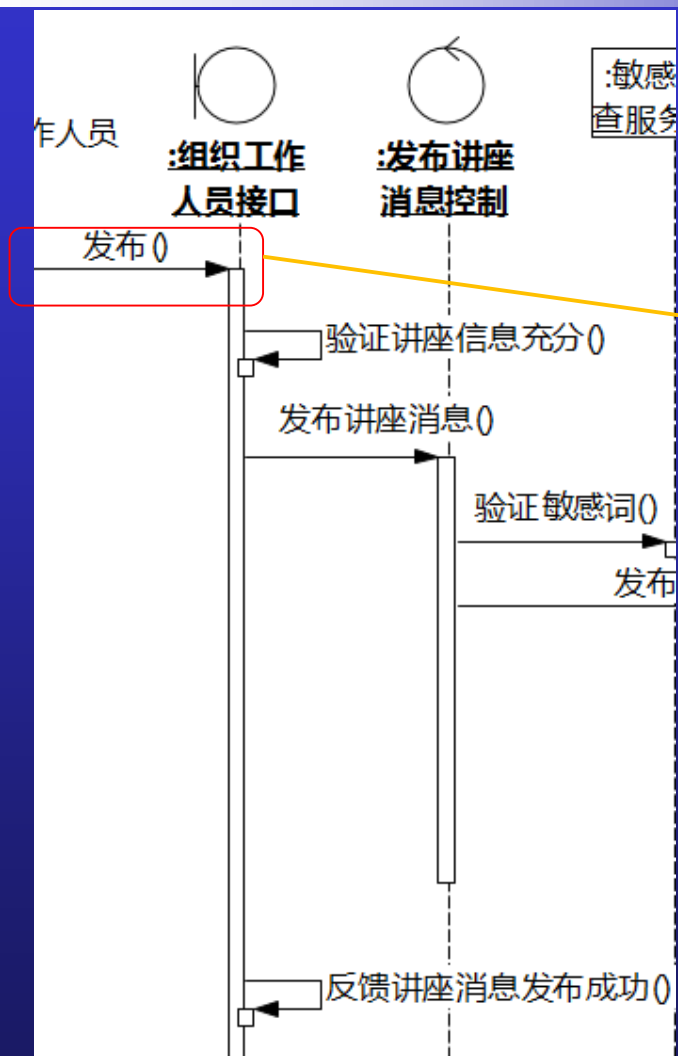 作人员
:组织工作
人员接口
:发布讲座
消息控制
:敏感
查服务
发布()
验证讲座信息充分()
发布讲座消息()
验证敏感词()
发布
反馈讲座消息发布成功()